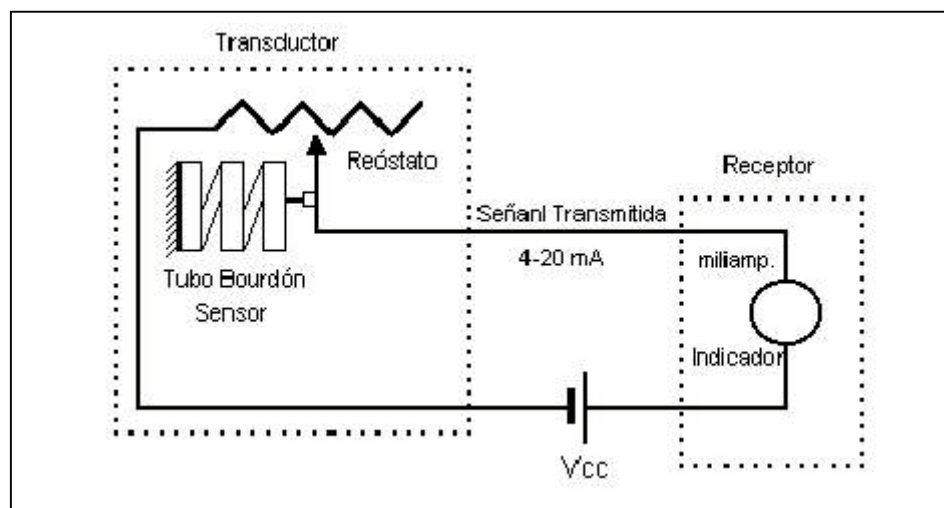 Transductor
Reóstato
Receptor
Señanl Transmitida
4-20 mA
miliamp.
Tubo Bourdón
Sensor
Indicador
Vcc